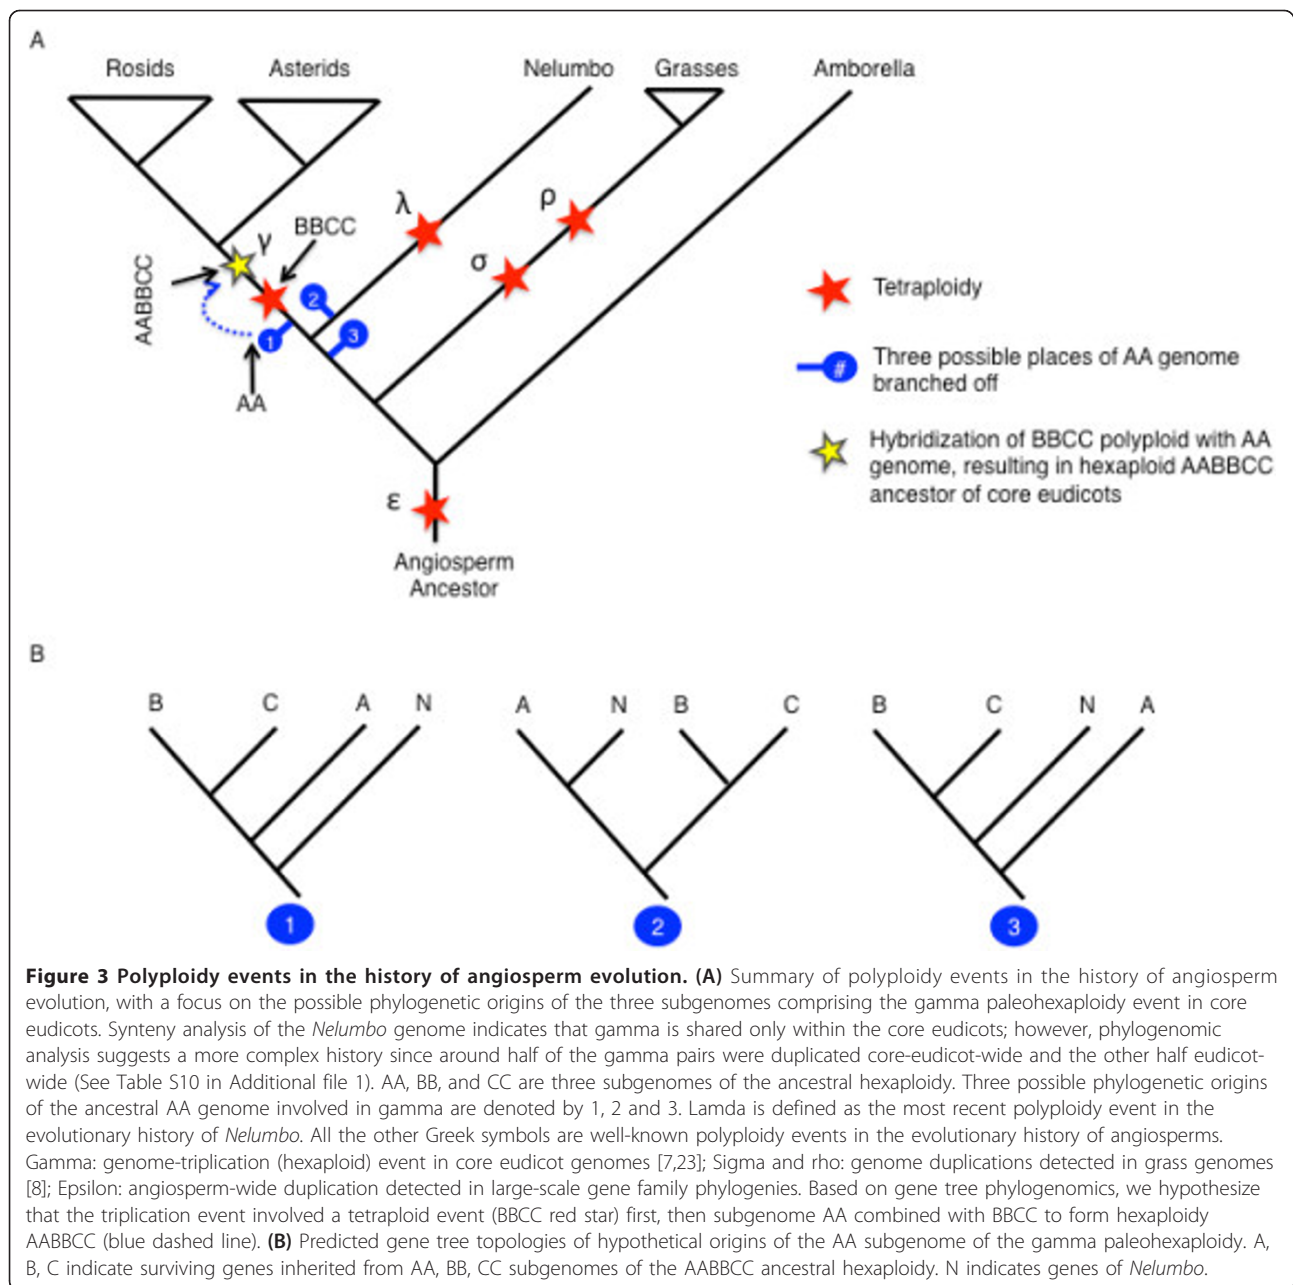 A
Rosids
Asterids
Nelumbo
Grasses
Amborella
λ
ρ
BBCC
γ
σ
AABBCC
2
1
3
AA
Tetraploidy
#
Three possible places of AA genome
branched off
Hybridization of BBCC polyploid with AA
genome, resulting in hexaploid AABBCC
ancestor of core eudicots
ε
Angiosperm
Ancestor
B
B C A N
A N B C
B C N A
1
2
3
Figure 3 Polyploidy events in the history of angiosperm evolution. (A) Summary of polyploidy events in the history of angiosperm
evolution, with a focus on the possible phylogenetic origins of the three subgenomes comprising the gamma paleohexaploidy event in core
eudicots. Synteny analysis of the Nelumbo genome indicates that gamma is shared only within the core eudicots; however, phylogenomic
analysis suggests a more complex history since around half of the gamma pairs were duplicated core-eudicot-wide and the other half eudicot-
wide (See Table S10 in Additional file 1). AA, BB, and CC are three subgenomes of the ancestral hexaploidy. Three possible phylogenetic origins
of the ancestral AA genome involved in gamma are denoted by 1, 2 and 3. Lamda is defined as the most recent polyploidy event in the
evolutionary history of Nelumbo. All the other Greek symbols are well-known polyploidy events in the evolutionary history of angiosperms.
Gamma: genome-triplication (hexaploid) event in core eudicot genomes [7,23]; Sigma and rho: genome duplications detected in grass genomes
[8]; Epsilon: angiosperm-wide duplication detected in large-scale gene family phylogenies. Based on gene tree phylogenomics, we hypothesize
that the triplication event involved a tetraploid event (BBCC red star) first, then subgenome AA combined with BBCC to form hexaploidy
AABBCC (blue dashed line). (B) Predicted gene tree topologies of hypothetical origins of the AA subgenome of the gamma paleohexaploidy. A,
B, C indicate surviving genes inherited from AA, BB, CC subgenomes of the AABBCC ancestral hexaploidy. N indicates genes of Nelumbo.